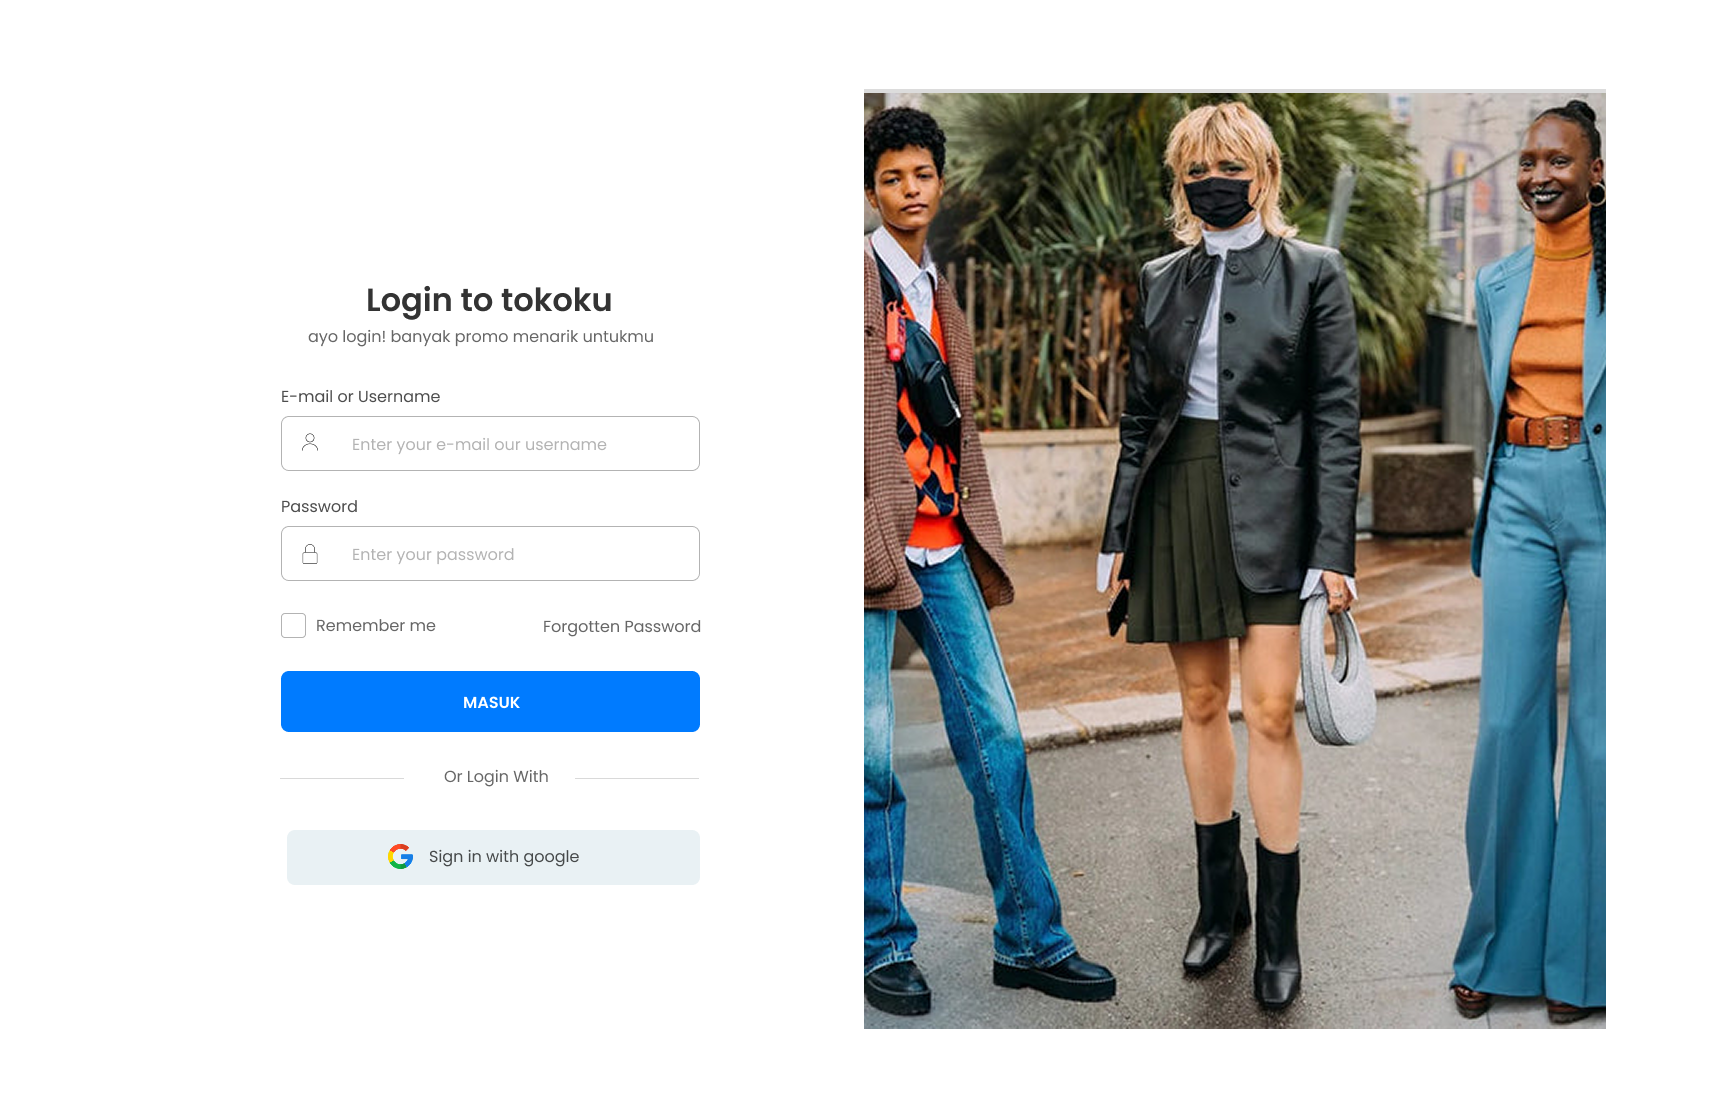 Login to tokoku
ayo login! banyak promo menarik untukmu
E-mail or Username
Enter your e-mail our username
Password
Enter your password
Remember me
Forgotten Password
MASUK
Or Login With
Sign in with google